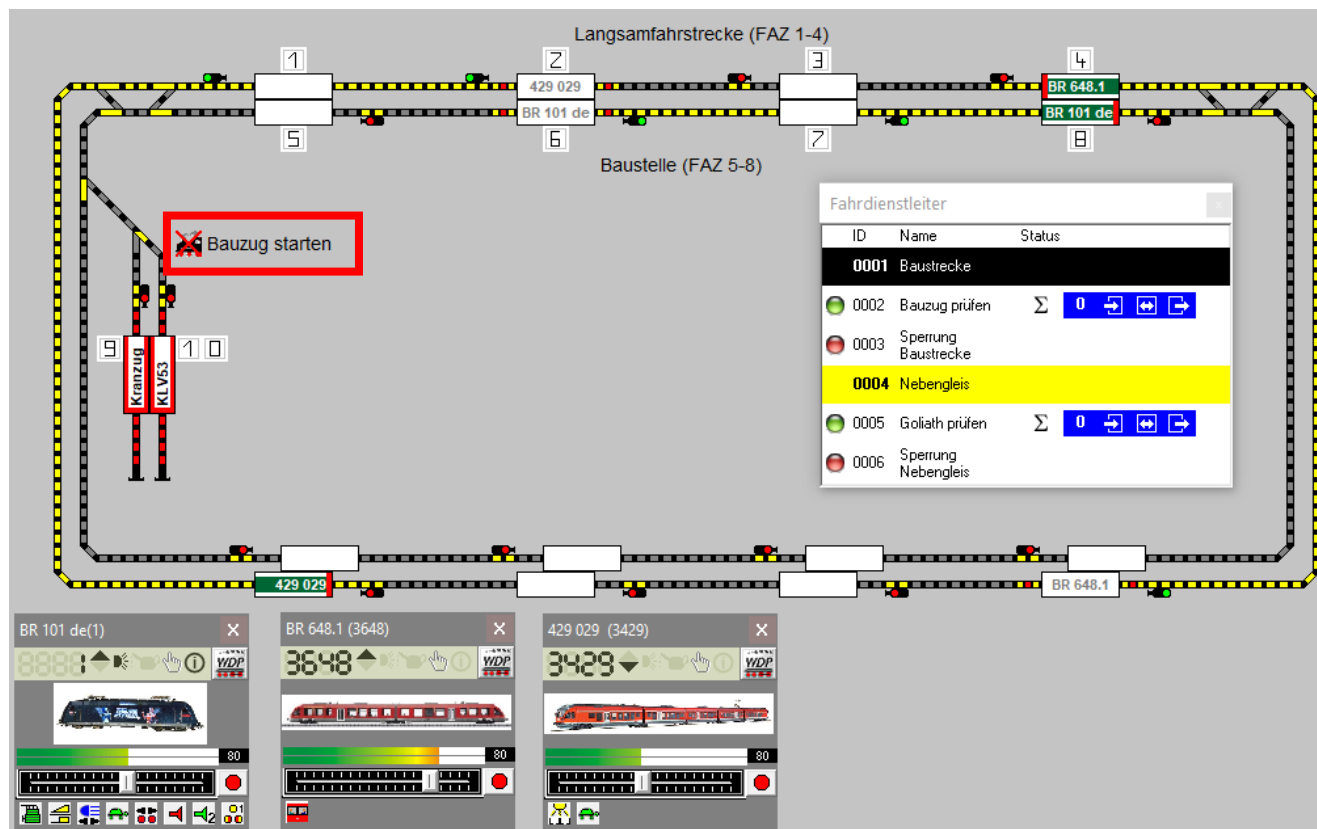 Langsamfahrstrecke (FAZ 1-4)
1 2 3 4
429 029 BR 648.1
BR 101 de BR 101 de
5 6 7 8
Baustelle (FAZ 5-8)
Bauzug starten
9 10
Kranzug
KLV53
Fahrdienstleiter x
ID Name Status
0001 Baustrecke
0002 Bauzug prüfen Σ 0
0003 Sperrung
Baustrecke
0004 Nebengleis
0005 Goliath prüfen Σ 0
0006 Sperrung
Nebengleis
429 029 BR 648.1
BR 101 de(1) X
1 WDP
80
2 1
BR 648.1 (3648) X
3648 WDP
80
429 029 (3429) X
3429 WDP
80